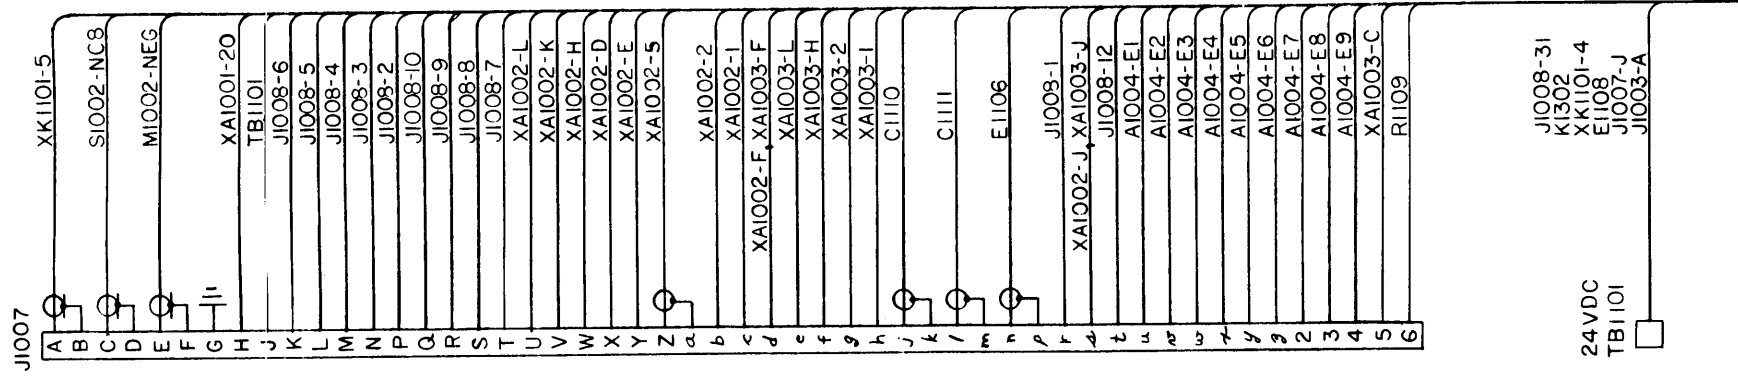 J1007
A XK1101-5
B
C S1002-NC8
D
E M1002-NEG
F
G
H XA1001-20
J TB1101
K J1008-6
L J1008-5
M J1008-4
N J1008-3
P J1008-2
Q J1008-10
R J1008-9
S J1008-8
T J1008-7
U XA1002-L
V XA1002-K
W XA1002-H
X XA1002-D
Y XA1002-E
Z XA1002-5
a
b XA1002-2
c XA1002-1
d XA1002-F, XA1003-F
e XA1003-L
f XA1003-H
g XA1003-2
h XA1003-1
j C1110
k
l C1111
m
n E1106
p
r J1008-1
s XA1002-J, XA1003-J
t J1008-12
u A1004-E1
v A1004-E2
w A1004-E3
x A1004-E4
y A1004-E5
z A1004-E6
2 A1004-E7
3 A1004-E8
4 A1004-E9
5 XA1003-C
6 R1109
24VDC
TB1101
J1008-31
K1302
XK1101-4
E1108
J1007-J
J1003-A